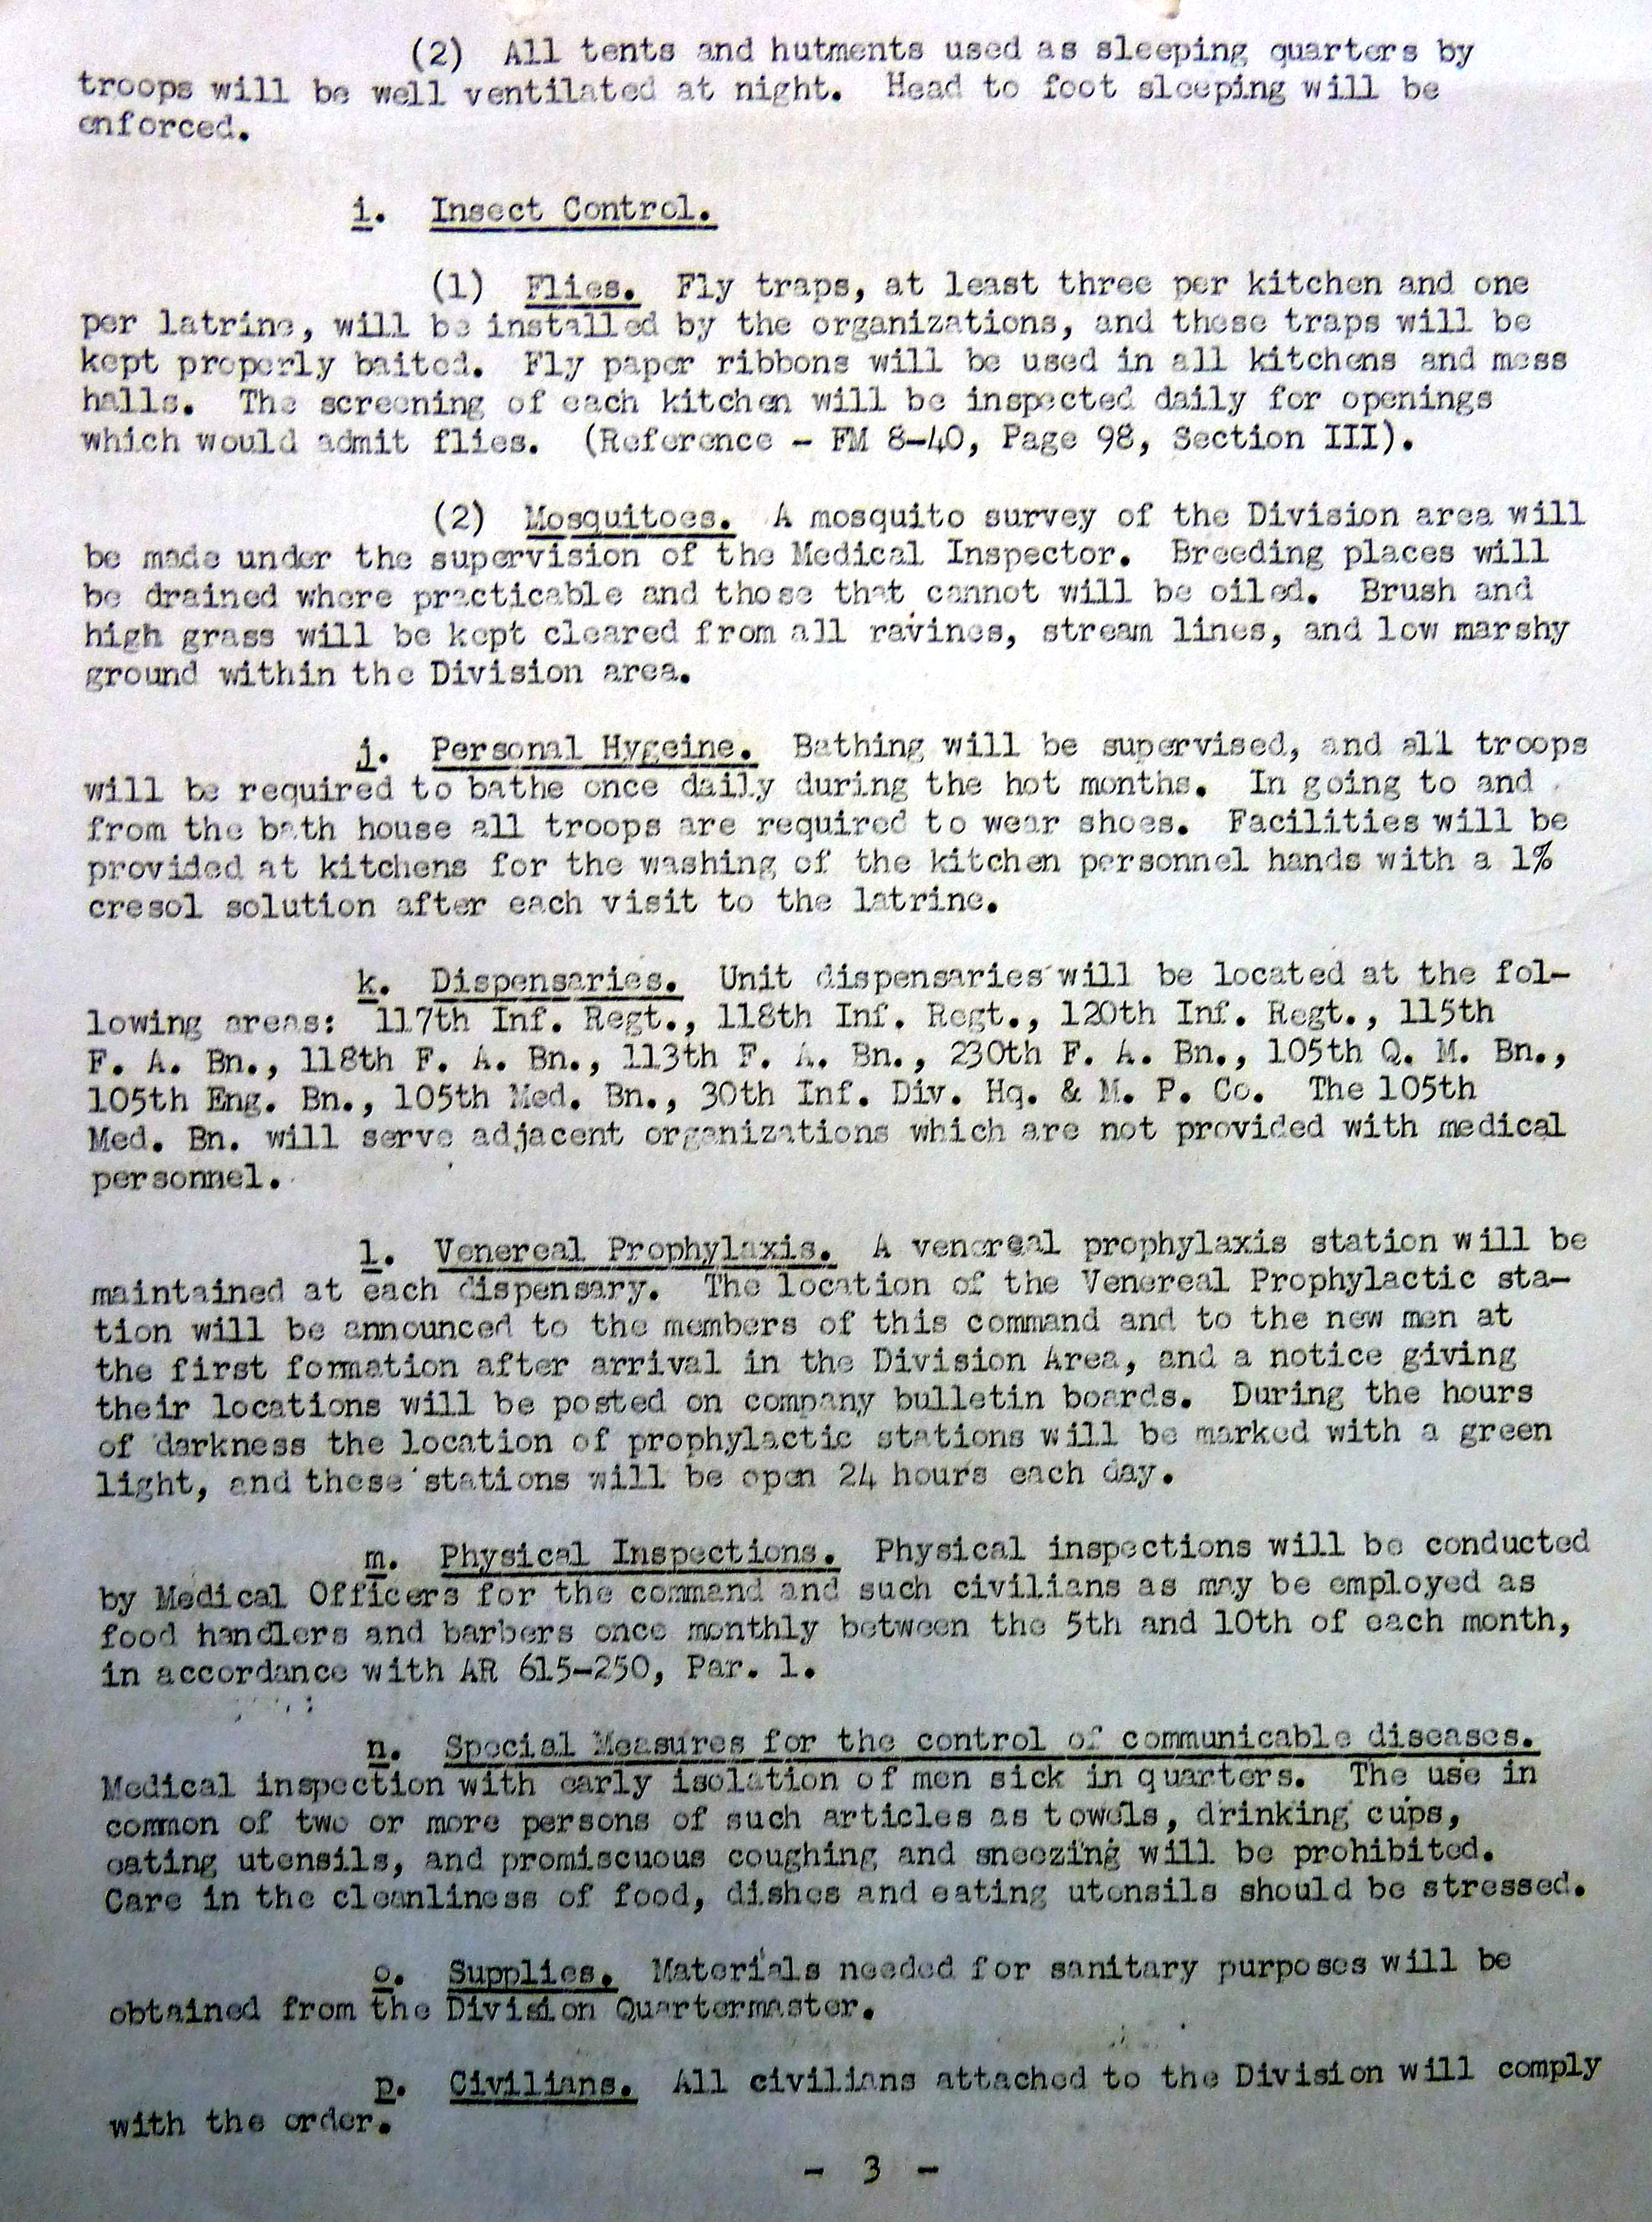 (2) All tents and hutments used as sleeping quarters by
troops will be well ventilated at night. Head to foot sleeping will be
enforced.
i. Insect Control.
(1) Flies. Fly traps, at least three per kitchen and one
per latrine, will be installed by the organizations, and these traps will be
kept properly baited. Fly paper ribbons will be used in all kitchens and mess
halls. The screening of each kitchen will be inspected daily for openings
which would admit flies. (Reference - FM 8-40, Page 98, Section III).
(2) Mosquitoes. A mosquito survey of the Division area will
be made under the supervision of the Medical Inspector. Breeding places will
be drained where practicable and those that cannot will be oiled. Brush and
high grass will be kept cleared from all ravines, stream lines, and low marshy
ground within the Division area.
j. Personal Hygeine. Bathing will be supervised, and all troops
will be required to bathe once daily during the hot months. In going to and
from the bath house all troops are required to wear shoes. Facilities will be
provided at kitchens for the washing of the kitchen personnel hands with a 1%
cresol solution after each visit to the latrine.
k. Dispensaries. Unit dispensaries will be located at the fol-
lowing areas: 117th Inf. Regt., 118th Inf. Regt., 120th Inf. Regt., 115th
F. A. Bn., 118th F. A. Bn., 113th F. A. Bn., 230th F. A. Bn., 105th Q. M. Bn.,
105th Eng. Bn., 105th Med. Bn., 30th Inf. Div. Hq. & M. P. Co. The 105th
Med. Bn. will serve adjacent organizations which are not provided with medical
personnel.
l. Venereal Prophylaxis. A venereal prophylaxis station will be
maintained at each dispensary. The location of the Venereal Prophylactic sta-
tion will be announced to the members of this command and to the new men at
the first formation after arrival in the Division Area, and a notice giving
their locations will be posted on company bulletin boards. During the hours
of darkness the location of prophylactic stations will be marked with a green
light, and these stations will be open 24 hours each day.
m. Physical Inspections. Physical inspections will be conducted
by Medical Officers for the command and such civilians as may be employed as
food handlers and barbers once monthly between the 5th and 10th of each month,
in accordance with AR 615-250, Par. 1.
n. Special Measures for the control of communicable diseases.
Medical inspection with early isolation of men sick in quarters. The use in
common of two or more persons of such articles as towels, drinking cups,
eating utensils, and promiscuous coughing and sneezing will be prohibited.
Care in the cleanliness of food, dishes and eating utensils should be stressed.
o. Supplies. Materials needed for sanitary purposes will be
obtained from the Division Quartermaster.
p. Civilians. All civilians attached to the Division will comply
with the order.
- 3 -